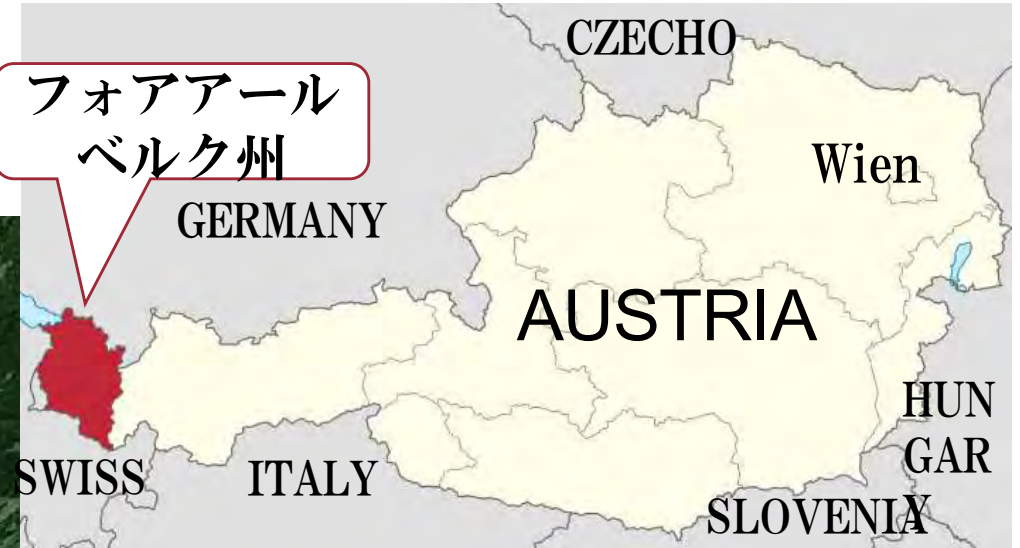 CZECHO
フォアアール
ベルク州
Wien
GERMANY
AUSTRIA
HUN
GAR
Y
SWISS
ITALY
SLOVENIA